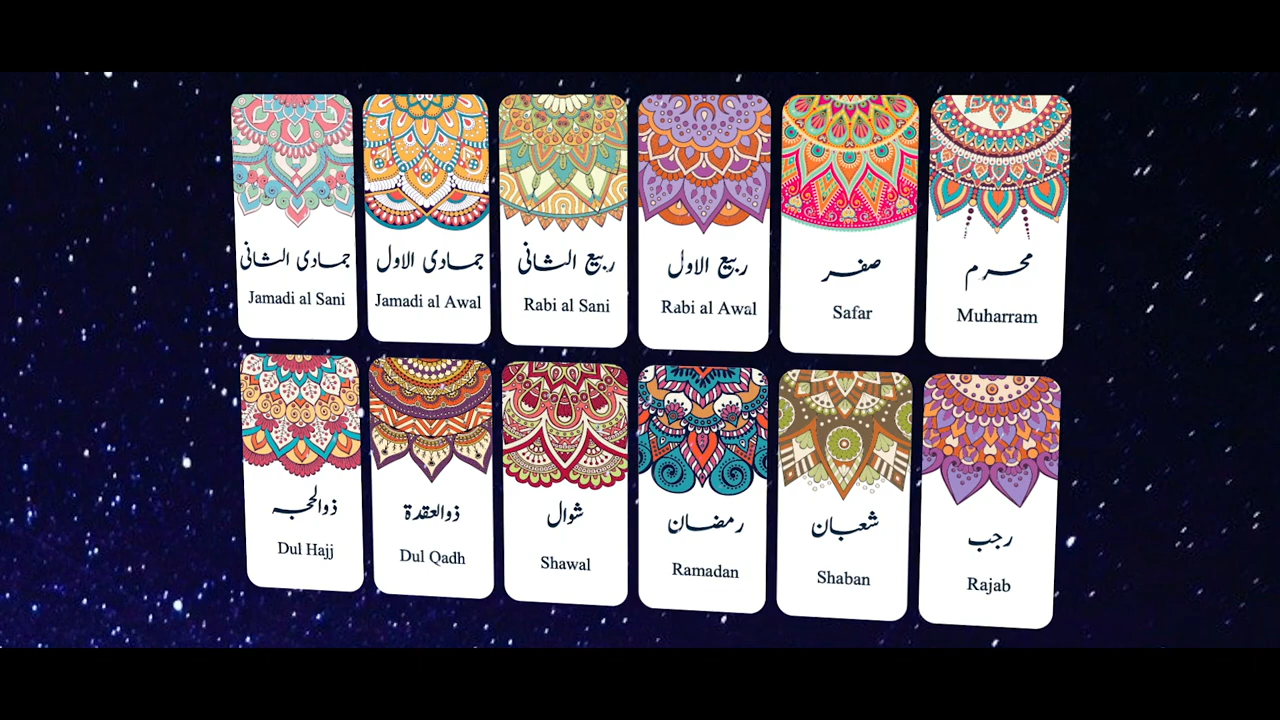 محرم
Muharram
صفر
Safar
ربیع الاول
Rabi al Awal
ربیع الثانی
Rabi al Sani
جمادی الاول
Jamadi al Awal
جمادی الثانی
Jamadi al Sani
رجب
Rajab
شعبان
Shaban
رمضان
Ramadan
شوال
Shawal
ذوالعقدة
Dul Qadh
ذوالحجہ
Dul Hajj